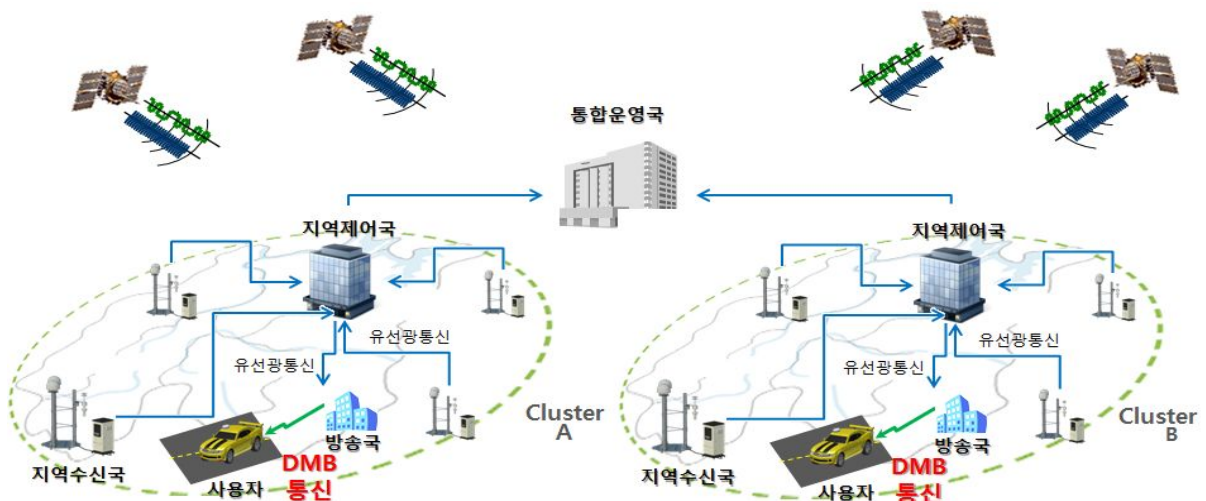 통합운영국
지역제어국
유선광통신
유선광통신
방송국
지역수신국
사용자
DMB
통신
Cluster
A
지역제어국
유선광통신
유선광통신
방송국
지역수신국
사용자
DMB
통신
Cluster
B